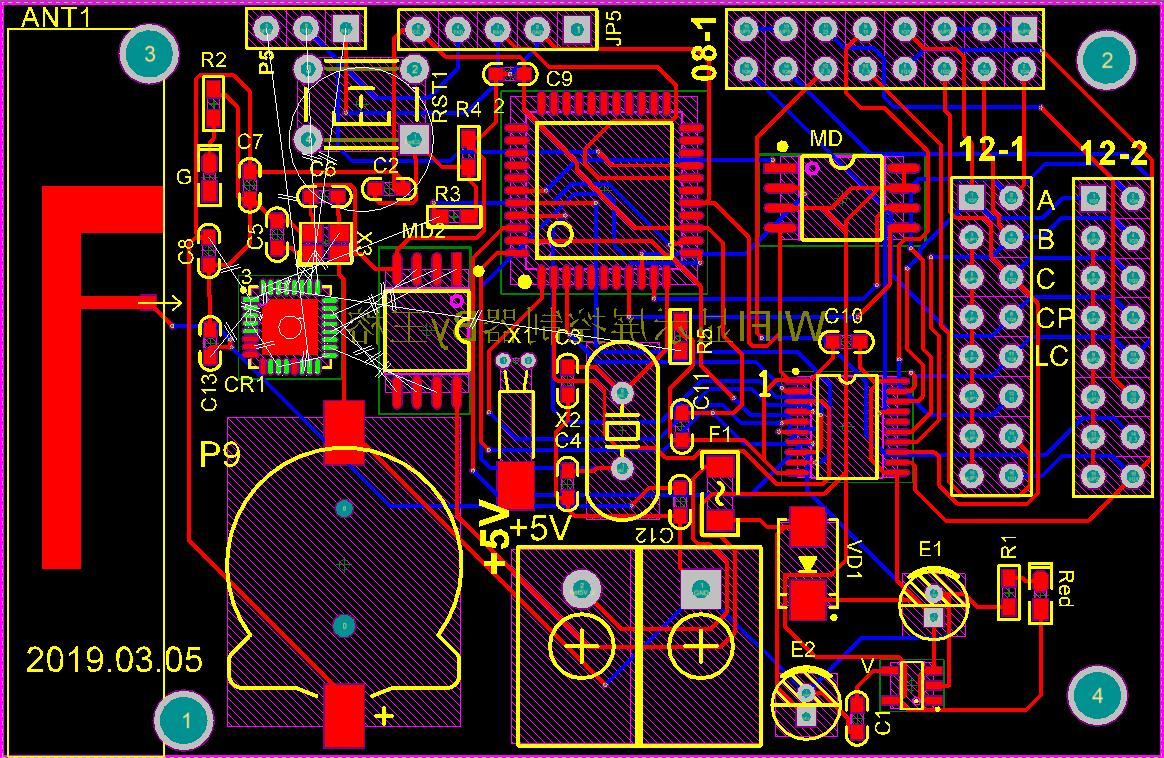 ANT1
3
P5
JP5
08-1
2
R2
RST1
C9
R4
2
C7
G
C6
C2
MD
12-1
12-2
R3
A
C5
X3
MD2
B
C8
C
3
CP
C10
X1
C3
R5
LC
CR1
C13
1
C11
X2
C4
F1
P9
+5V
+5V
C12
VD1
E1
R1
Red
2019.03.05
E2
V
1
+
C1
4